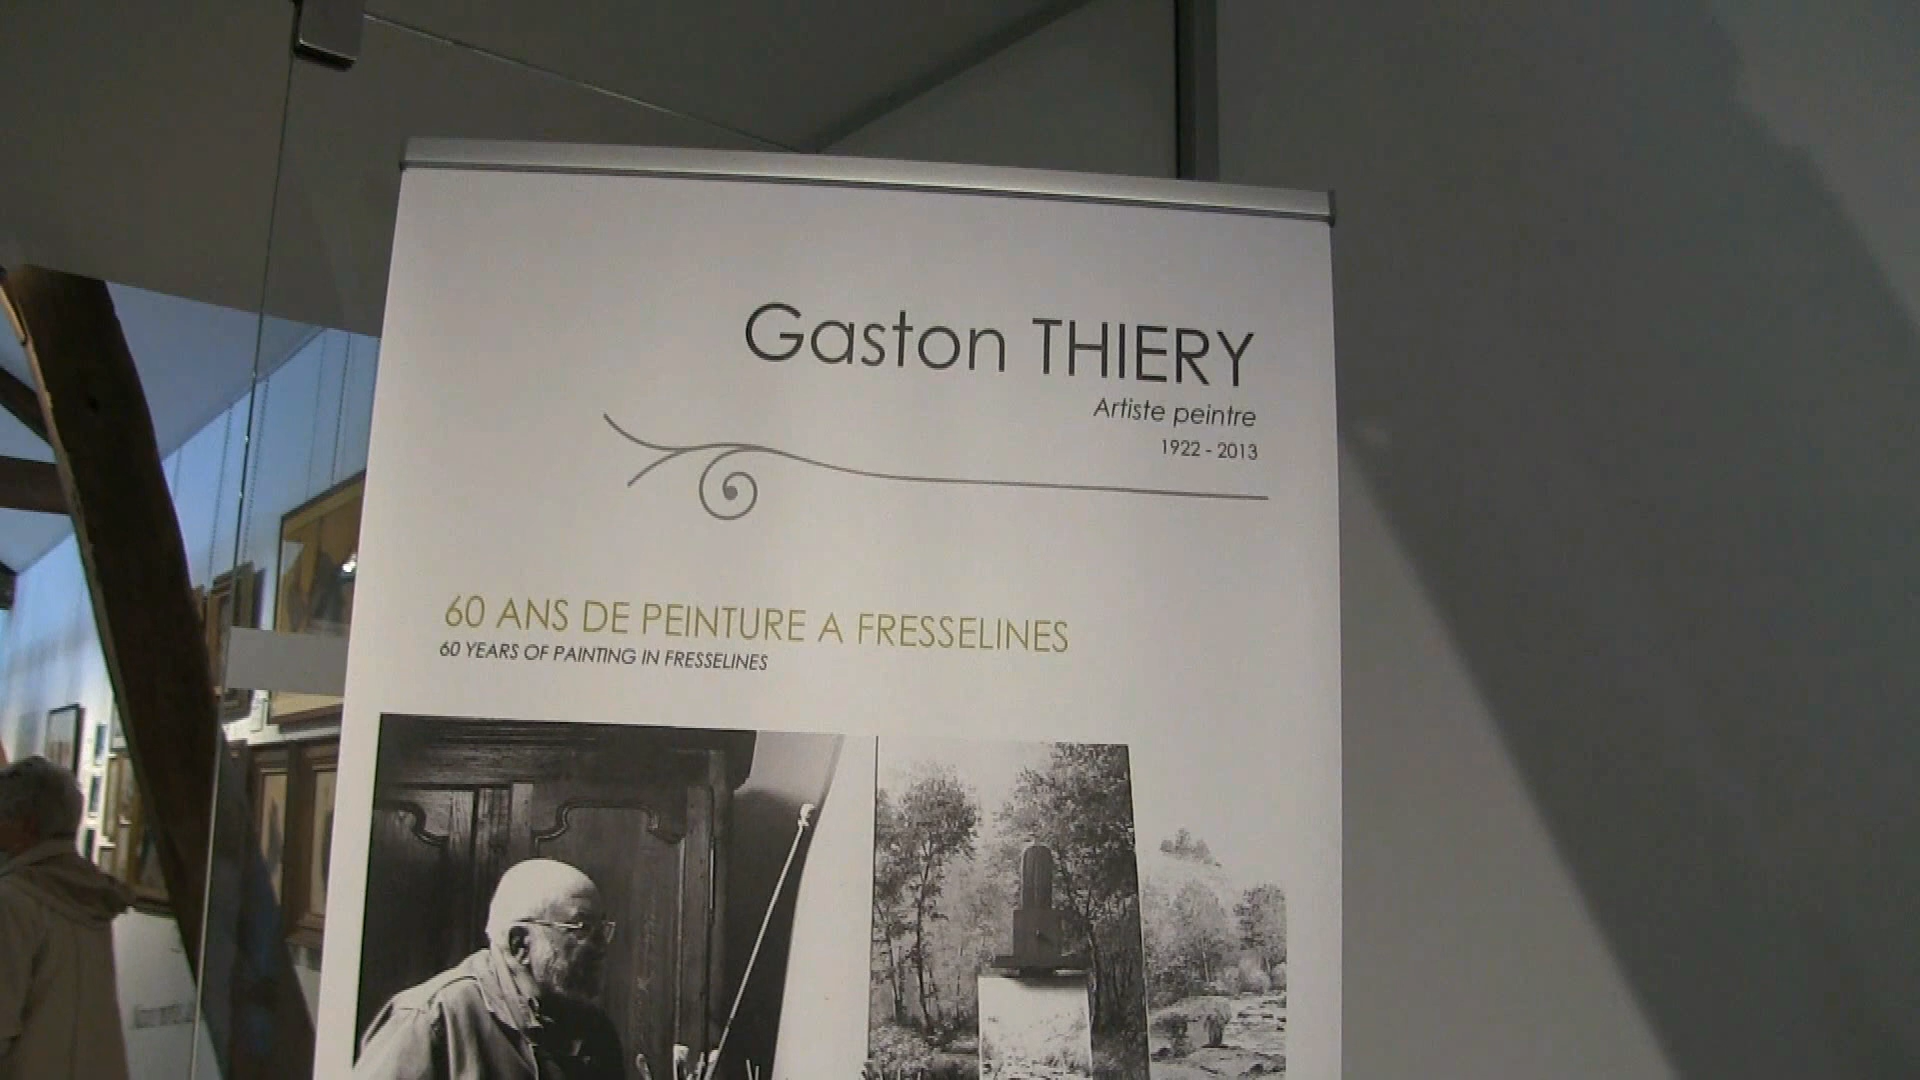 Gaston THIERY
Artiste peintre
1922 - 2013
60 ANS DE PEINTURE A FRESSELINES
60 YEARS OF PAINTING IN FRESSELINES